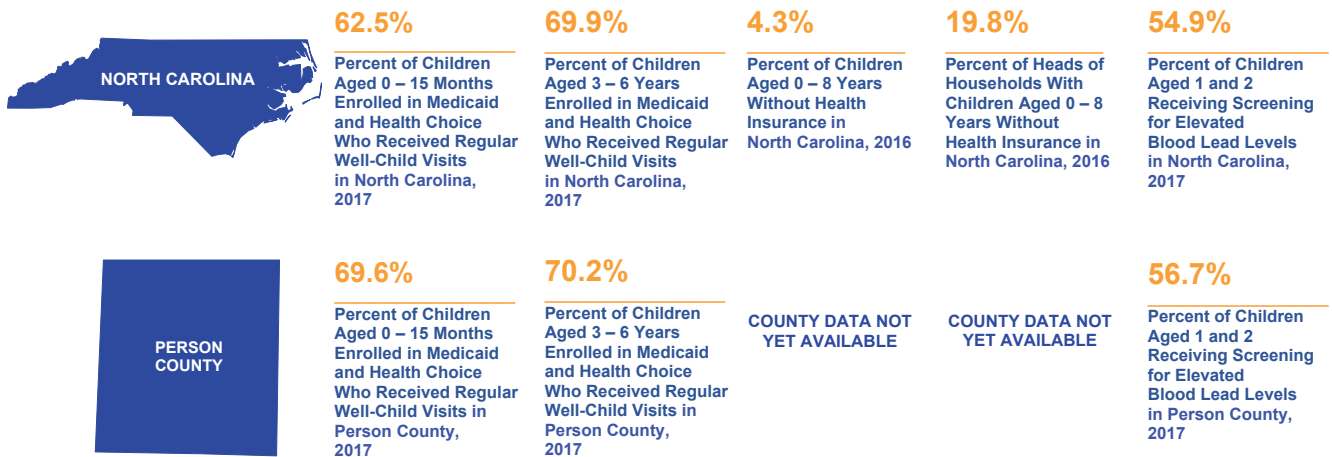 NORTH CAROLINA
62.5%
Percent of Children
Aged 0 – 15 Months
Enrolled in Medicaid
and Health Choice
Who Received Regular
Well-Child Visits
in North Carolina,
2017
69.9%
Percent of Children
Aged 3 – 6 Years
Enrolled in Medicaid
and Health Choice
Who Received Regular
Well-Child Visits
in North Carolina,
2017
4.3%
Percent of Children
Aged 0 – 8 Years
Without Health
Insurance in
North Carolina, 2016
19.8%
Percent of Heads of
Households With
Children Aged 0 – 8
Years Without
Health Insurance in
North Carolina, 2016
54.9%
Percent of Children
Aged 1 and 2
Receiving Screening
for Elevated
Blood Lead Levels
in North Carolina,
2017
PERSON
COUNTY
69.6%
Percent of Children
Aged 0 – 15 Months
Enrolled in Medicaid
and Health Choice
Who Received Regular
Well-Child Visits in
Person County,
2017
70.2%
Percent of Children
Aged 3 – 6 Years
Enrolled in Medicaid
and Health Choice
Who Received Regular
Well-Child Visits in
Person County,
2017
COUNTY DATA NOT
YET AVAILABLE
COUNTY DATA NOT
YET AVAILABLE
56.7%
Percent of Children
Aged 1 and 2
Receiving Screening
for Elevated
Blood Lead Levels
in Person County,
2017